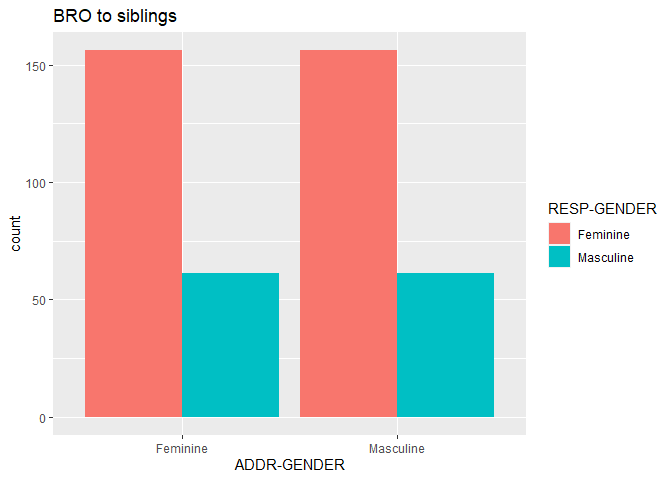 BRO to siblings
150
100
50
0
count
Feminine
Masculine
ADDR-GENDER
RESP-GENDER
Feminine
Masculine